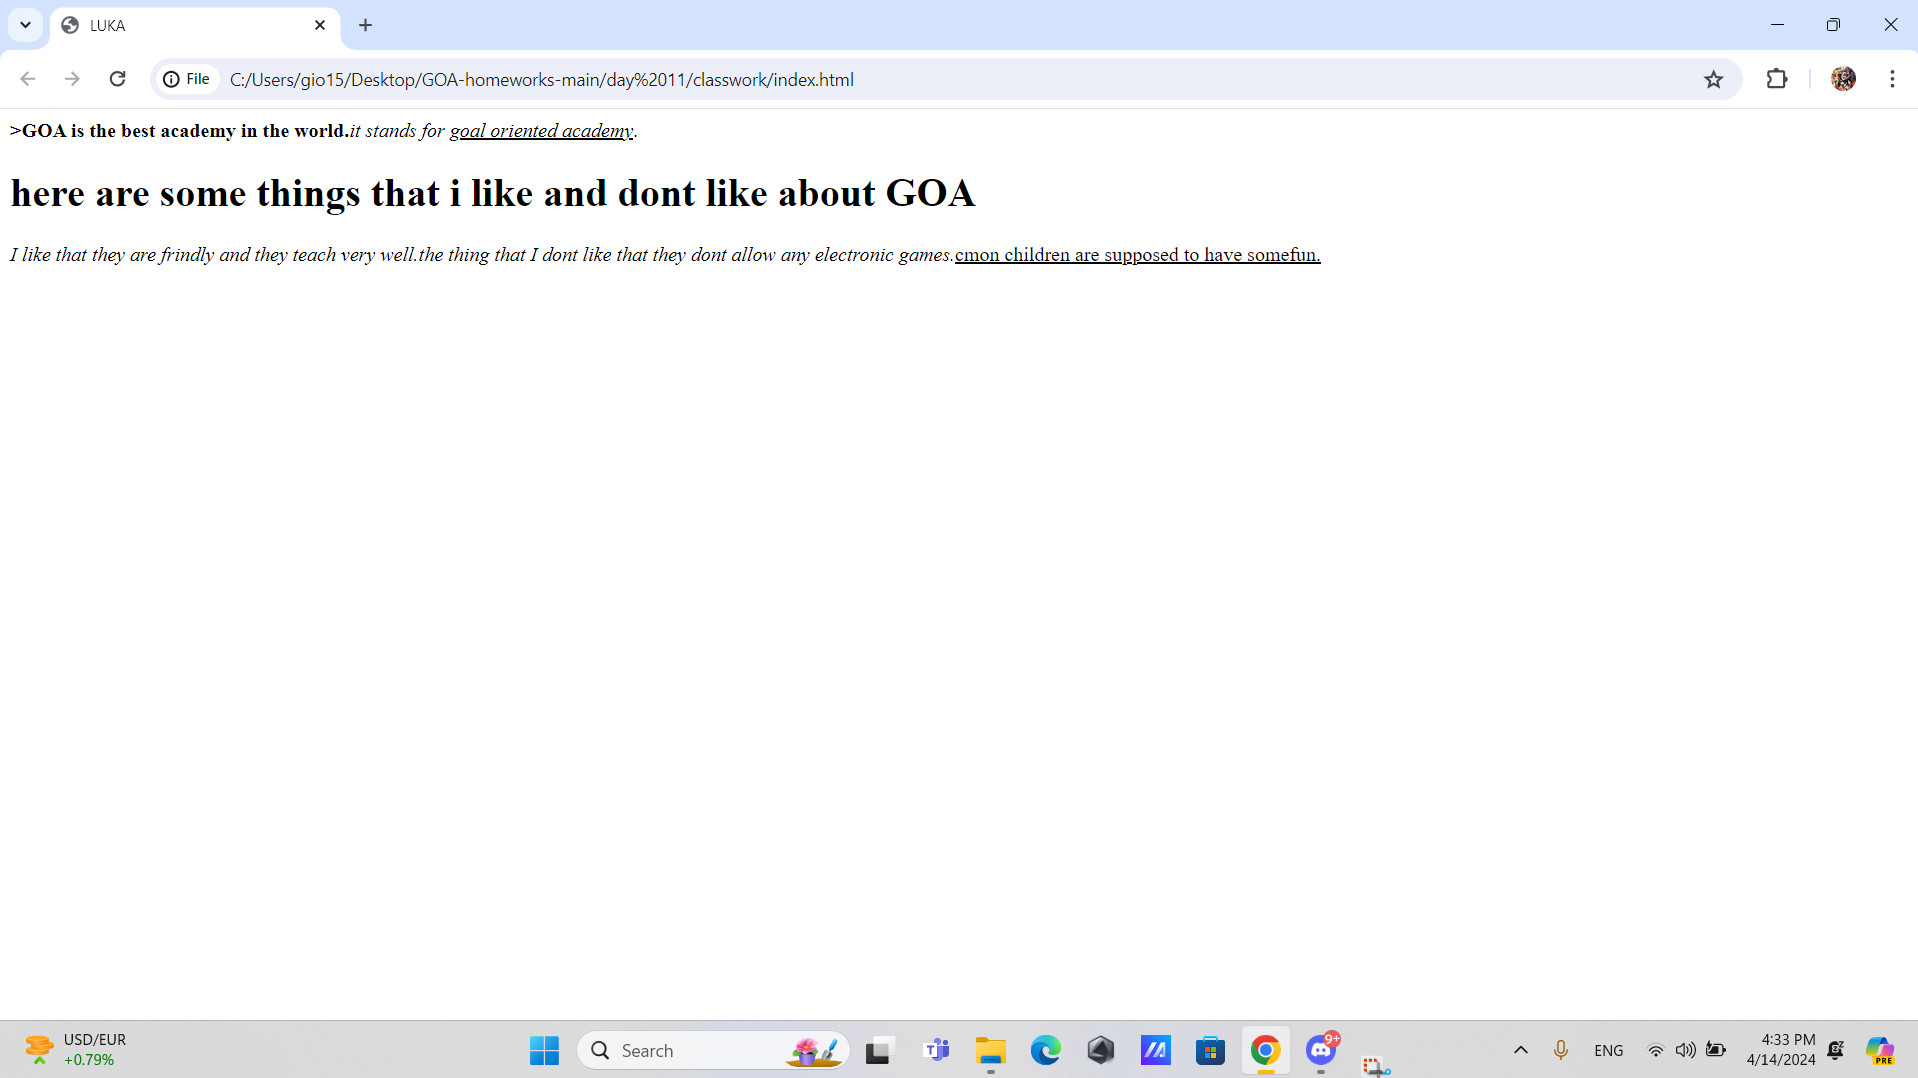 LUKA
File
C:/Users/gio15/Desktop/GOA-homeworks-main/day%2011/classwork/index.html
>GOA is the best academy in the world.it stands for goal oriented academy.
here are some things that i like and dont like about GOA
I like that they are frindly and they teach very well.the thing that I dont like that they dont allow any electronic games.cmon children are supposed to have somefun.
USD/EUR
+0.79%
Search
9+
ENG
4:33 PM
4/14/2024
PRE